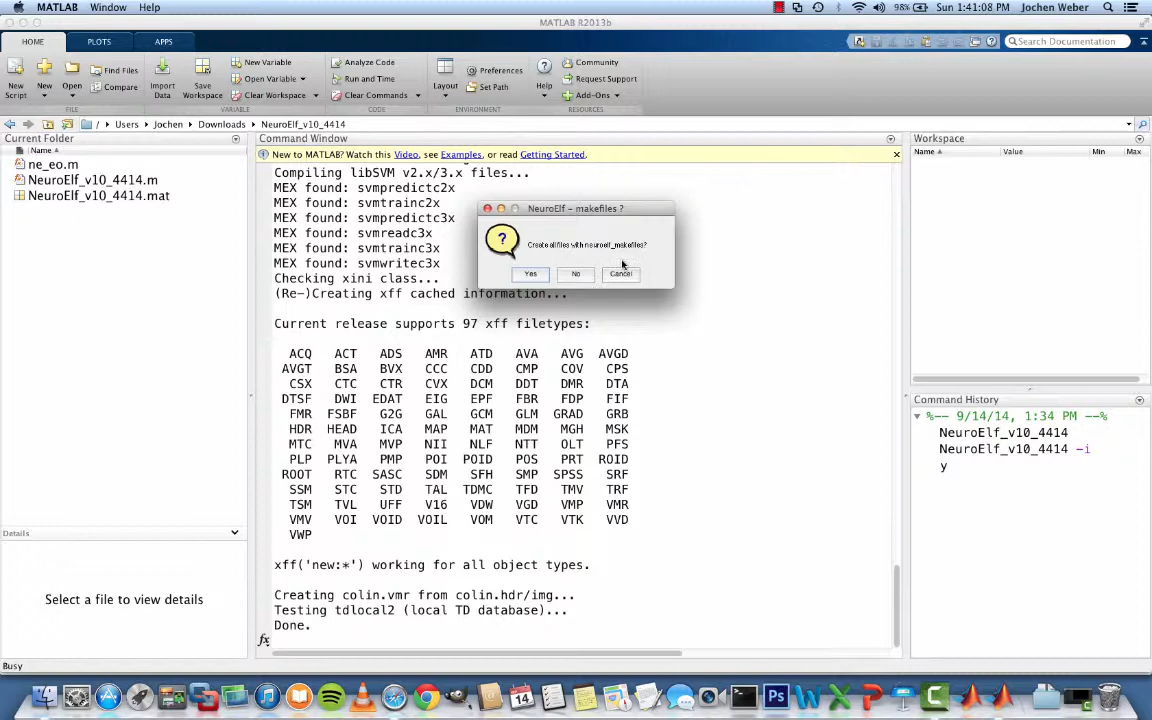 MATLAB Window Help 98% Sun 1:41:08 PM Jochen Weber
MATLAB R2013b
HOME PLOTS APPS Search Documentation
New Script
New
Open
Find Files
Compare
FILE
Import Data
Save Workspace
New Variable
Open Variable
Clear Workspace
VARIABLE
Analyze Code
Run and Time
Clear Commands
CODE
Layout
Preferences
Set Path
ENVIRONMENT
Help
Community
Request Support
Add-Ons
RESOURCES
/ Users Jochen Downloads NeuroElf_v10_4414
Current Folder
Name
ne_eo.m
NeuroElf_v10_4414.m
NeuroElf_v10_4414.mat
Details
Select a file to view details
Busy
Command Window
New to MATLAB? Watch this Video, see Examples, or read Getting Started.
Compiling libSVM v2.x/3.x files...
MEX found: svmpredictc2x
MEX found: svmtrainc2x
MEX found: svmpredictc3x
MEX found: svmreadc3x
MEX found: svmtrainc3x
MEX found: svmwritec3x
Checking xini class...
(Re-)Creating xff cached information...
Current release supports 97 xff filetypes:
ACQ ACT ADS AMR ATD AVA AVG AVGD
AVGT BSA BVX CCC CDD CMP COV CPS
CSX CTC CTR CVX DCM DDT DMR DTA
DTSF DWI EDAT EIG EPF FBR FDP FIF
FMR FSBF G2G GAL GCM GLM GRAD GRB
HDR HEAD ICA MAP MAT MDM MGH MSK
MTC MVA MVP NII NLF NTT OLT PFS
PLP PLYA PMP POI POID POS PRT ROID
ROOT RTC SASC SDM SFH SMP SPSS SRF
SSM STC STD TAL TDMC TFD TMV TRF
TSM TVL UFF V16 VDW VGD VMP VMR
VMV VOI VOID VOIL VOM VTC VTK VVD
VWP
xff('new:*') working for all object types.
Creating colin.vmr from colin.hdr/img...
Testing tdlocal2 (local TD database)...
Done.
fx
NeuroElf - makefiles ?
?
Create all files with neuroelf_makefiles?
Yes No Cancel
Workspace
Name Value Min Max
Command History
%-- 9/14/14, 1:34 PM --%
NeuroElf_v10_4414
NeuroElf_v10_4414 -i
y